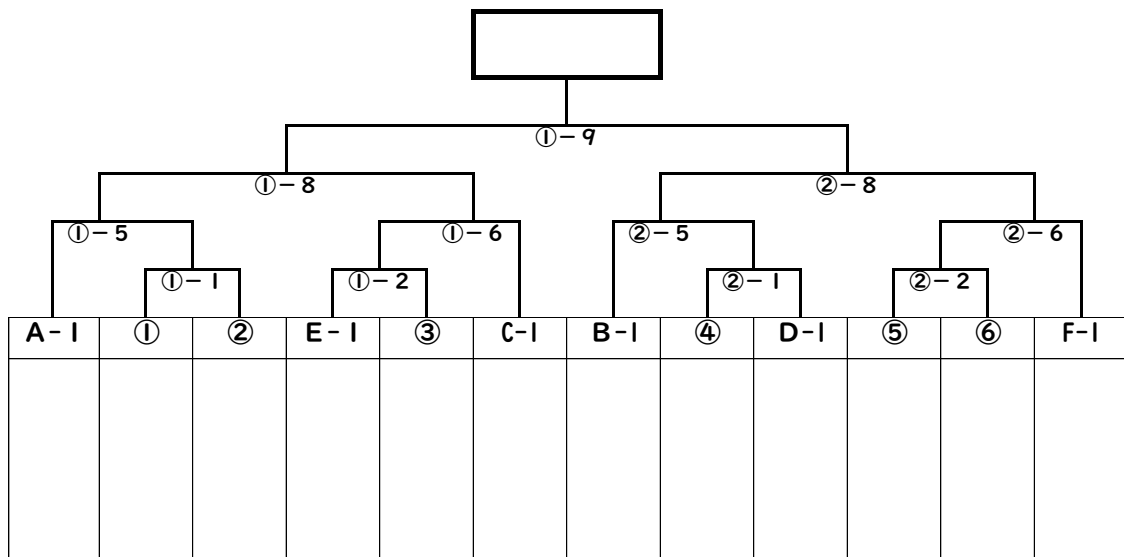 ①-9
①-8 ②-8
①-5 ①-6 ②-5 ②-6
①-1 ①-2 ②-1 ②-2
A-1 ① ② E-1 ③ C-1 B-1 ④ D-1 ⑤ ⑥ F-1